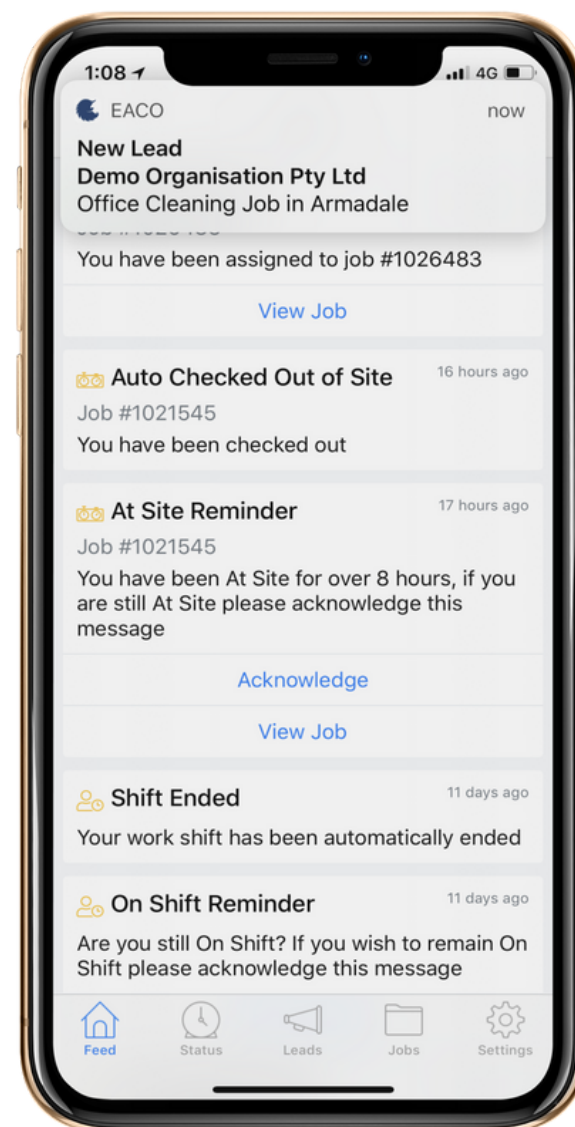 1:08
4G
EACO
now
New Lead
Demo Organisation Pty Ltd
Office Cleaning Job in Armadale
You have been assigned to job #1026483
View Job
Auto Checked Out of Site
16 hours ago
Job #1021545
You have been checked out
At Site Reminder
17 hours ago
Job #1021545
You have been At Site for over 8 hours, if you
are still At Site please acknowledge this
message
Acknowledge
View Job
Shift Ended
11 days ago
Your work shift has been automatically ended
On Shift Reminder
11 days ago
Are you still On Shift? If you wish to remain On
Shift please acknowledge this message
Feed
Status
Leads
Jobs
Settings